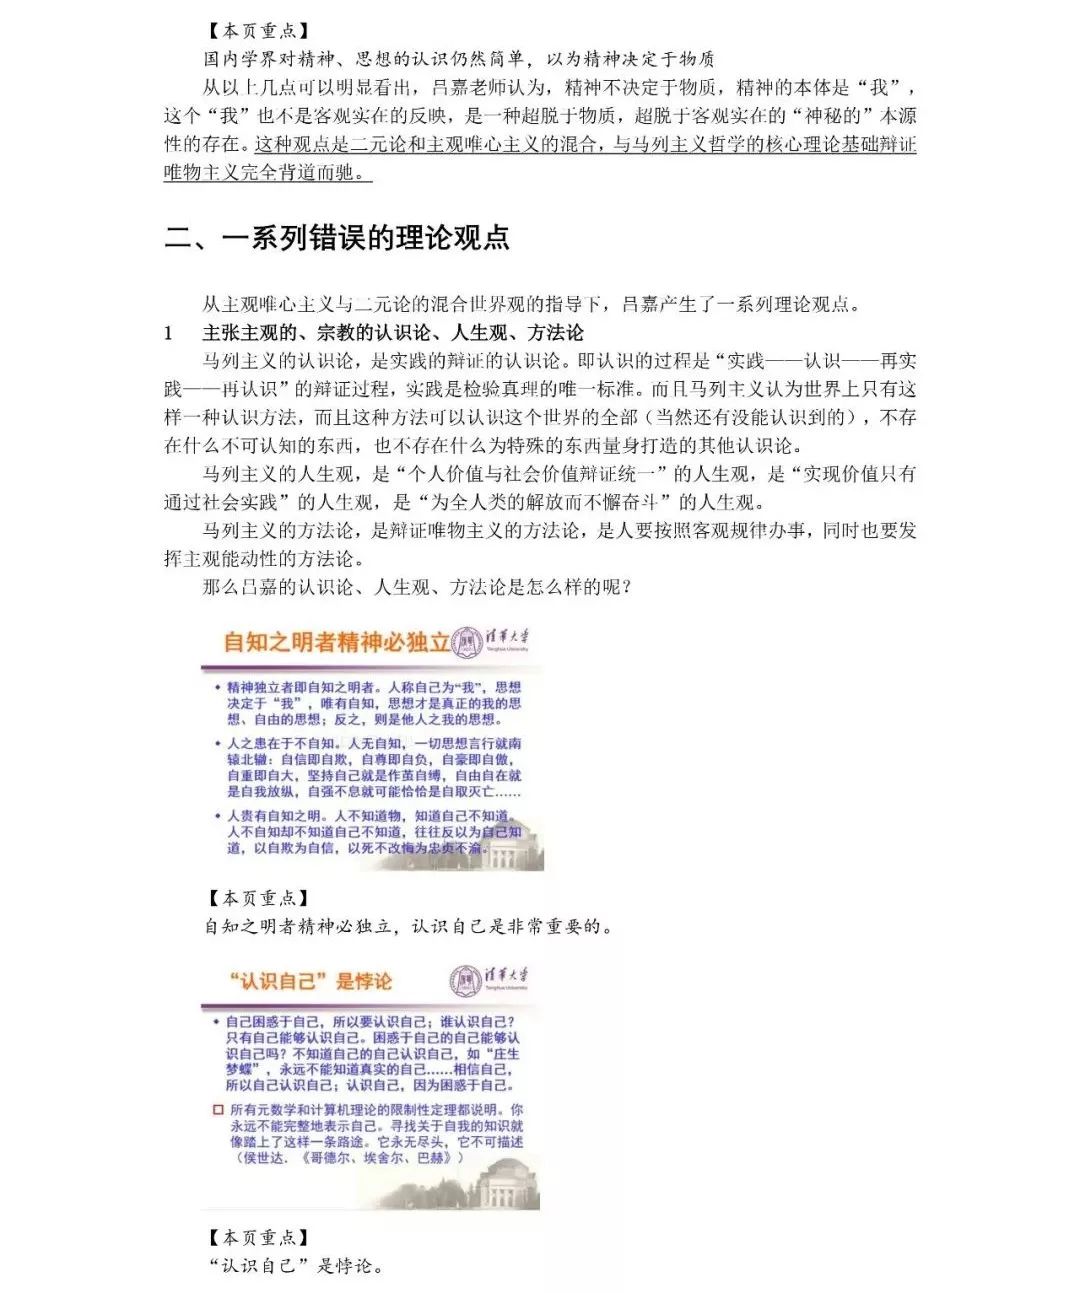 【本页重点】
国内学界对精神、思想的认识仍然简单，以为精神决定于物质
从以上几点可以明显看出，吕嘉老师认为，精神不决定于物质，精神的本体是“我”，
这个“我”也不是客观实在的反映，是一种超脱于物质，超脱于客观实在的“神秘的”本源
性的存在。这种观点是二元论和主观唯心主义的混合，与马列主义哲学的核心理论基础辩证
唯物主义完全背道而驰。
二、一系列错误的理论观点
从主观唯心主义与二元论的混合世界观的指导下，吕嘉产生了一系列理论观点。
1 主张主观的、宗教的认识论、人生观、方法论
马列主义的认识论，是实践的辩证的认识论。即认识的过程是“实践——认识——再实
践——再认识”的辩证过程，实践是检验真理的唯一标准。而且马列主义认为世界上只有这
样一种认识方法，而且这种方法可以认识这个世界的全部（当然还有没能认识到的），不存
在什么不可认知的东西，也不存在什么为特殊的东西量身打造的其他认识论。
马列主义的人生观，是“个人价值与社会价值辩证统一”的人生观，是“实现价值只有
通过社会实践”的人生观，是“为全人类的解放而不懈奋斗”的人生观。
马列主义的方法论，是辩证唯物主义的方法论，是人要按照客观规律办事，同时也要发
挥主观能动性的方法论。
那么吕嘉的认识论、人生观、方法论是怎么样的呢？
自知之明者精神必独立
清华大学
Tsinghua University
• 精神独立者即自知之明者。人称自己为“我”，思想
决定于“我”，唯有自知，思想才是真正的我的思
想、自由的思想；反之，则是他人之我的思想。
• 人之患在于不自知。人无自知，一切思想言行就南
辕北辙：自信即自欺，自尊即自负，自豪即自傲，
自重即自大，坚持自己就是作茧自缚，自由自在就
是自我放纵，自强不息就可能恰恰是自取灭亡……
• 人贵有自知之明。人不知道物，知道自己不知道。
人不自知却不知道自己不知道，往往反以为自己知
道，以自欺为自信，以死不改悔为忠贞不渝。
【本页重点】
自知之明者精神必独立，认识自己是非常重要的。
“认识自己”是悖论
清华大学
Tsinghua University
• 自己困惑于自己，所以要认识自己；谁认识自己？
只有自己能够认识自己。困惑于自己的自己能够认
识自己吗？不知道自己的自己认识自己，如“庄生
梦蝶”，永远不能知道真实的自己……相信自己，
所以自己认识自己；认识自己，因为困惑于自己。
□ 所有元数学和计算机理论的限制性定理都说明。你
永远不能完整地表示自己。寻找关于自我的知识就
像踏上了这样一条路途。它永无尽头，它不可描述
（侯世达．《哥德尔、埃舍尔、巴赫》）
【本页重点】
“认识自己”是悖论。